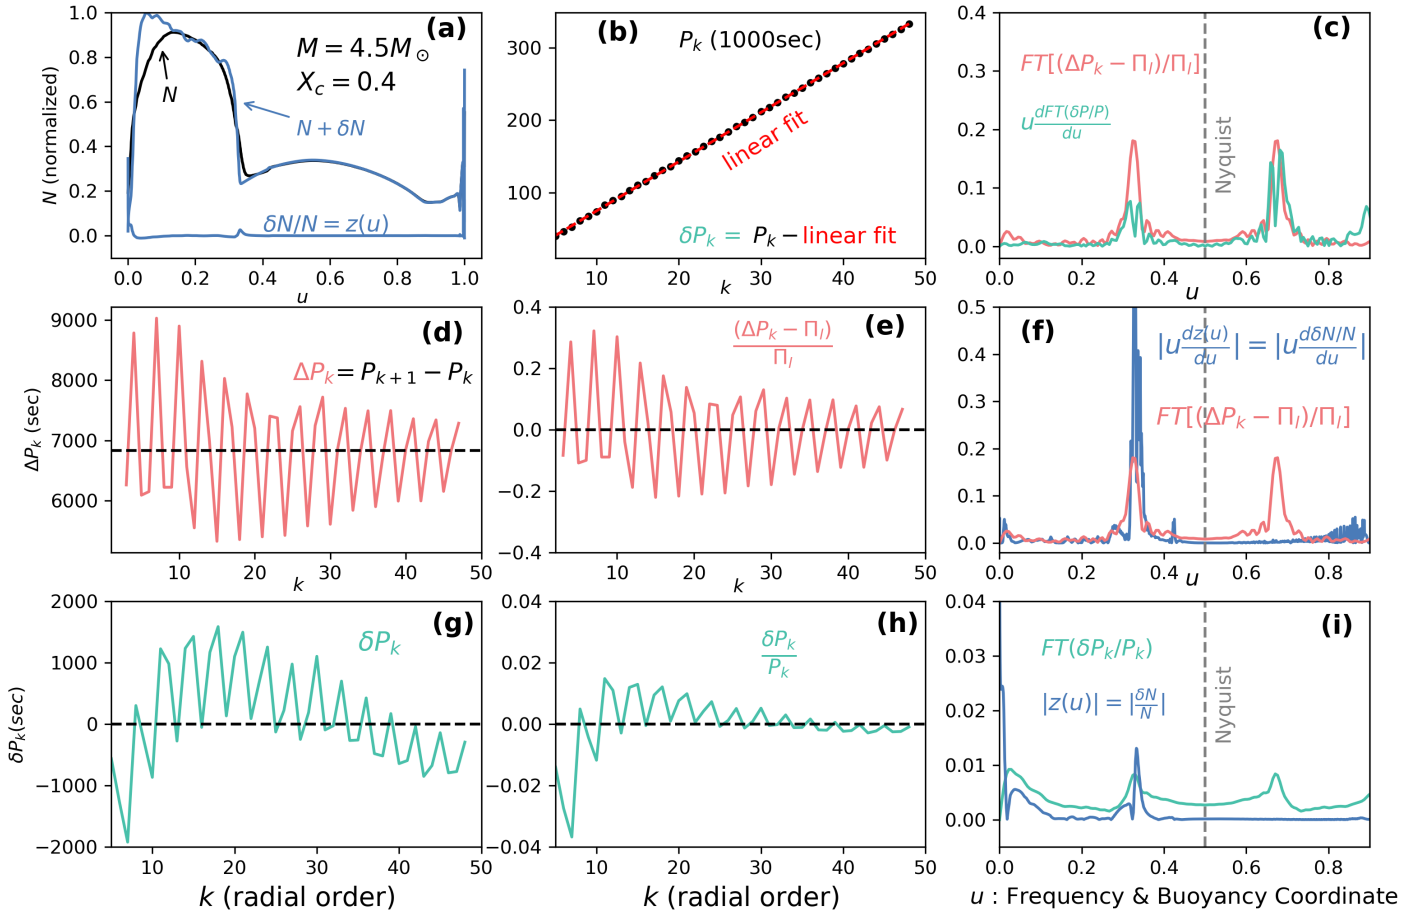 (a)
M = 4.5M⊙
X_c = 0.4
N
N + δN
δN/N = z(u)
N (normalized)
1.0
0.8
0.6
0.4
0.2
0.0
0.0 0.2 0.4 0.6 0.8 1.0
u
(b)
P_k (1000sec)
linear fit
δP_k = P_k − linear fit
300
200
100
10 20 30 40 50
k
(c)
FT[(ΔP_k − Π_l)/Π_l]
u dFT(δP/P)/du
Nyquist
0.4
0.3
0.2
0.1
0.0
0.0 0.2 0.4 0.6 0.8
u
(d)
ΔP_k = P_{k+1} − P_k
ΔP_k (sec)
9000
8000
7000
6000
10 20 30 40 50
k
(e)
(ΔP_k − Π_l)/Π_l
0.4
0.2
0.0
−0.2
−0.4
10 20 30 40 50
k
(f)
|u dz(u)/du| = |u dδN/N/du|
FT[(ΔP_k − Π_l)/Π_l]
0.5
0.4
0.3
0.2
0.1
0.0
0.0 0.2 0.4 0.6 0.8
u
(g)
δP_k
δP_k(sec)
2000
1000
0
−1000
−2000
10 20 30 40 50
k (radial order)
(h)
δP_k/P_k
0.04
0.02
0.00
−0.02
−0.04
10 20 30 40 50
k (radial order)
(i)
FT(δP_k/P_k)
|z(u)| = |δN/N|
Nyquist
0.04
0.03
0.02
0.01
0.00
0.0 0.2 0.4 0.6 0.8
u : Frequency & Buoyancy Coordinate